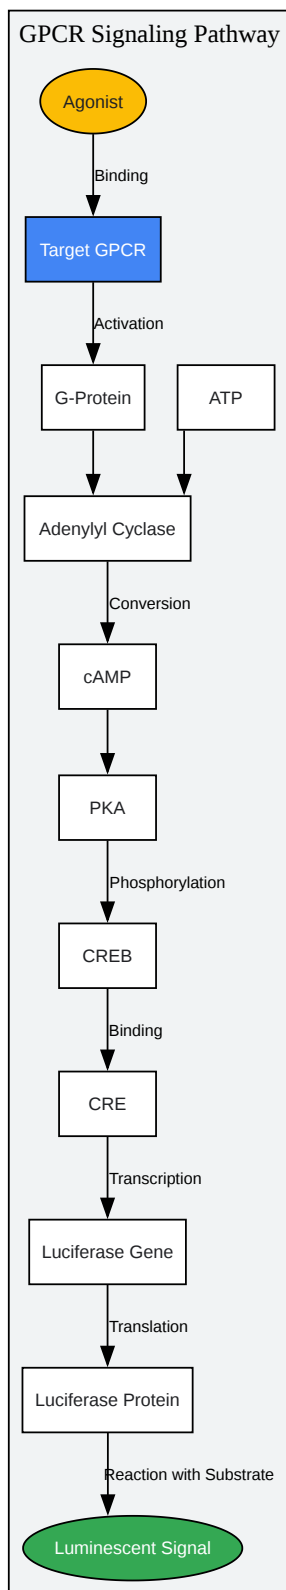 GPCR Signaling Pathway
Agonist
Binding
Target GPCR
Activation
G-Protein
ATP
Adenylyl Cyclase
Conversion
cAMP
PKA
Phosphorylation
CREB
Binding
CRE
Transcription
Luciferase Gene
Translation
Luciferase Protein
Reaction with Substrate
Luminescent Signal